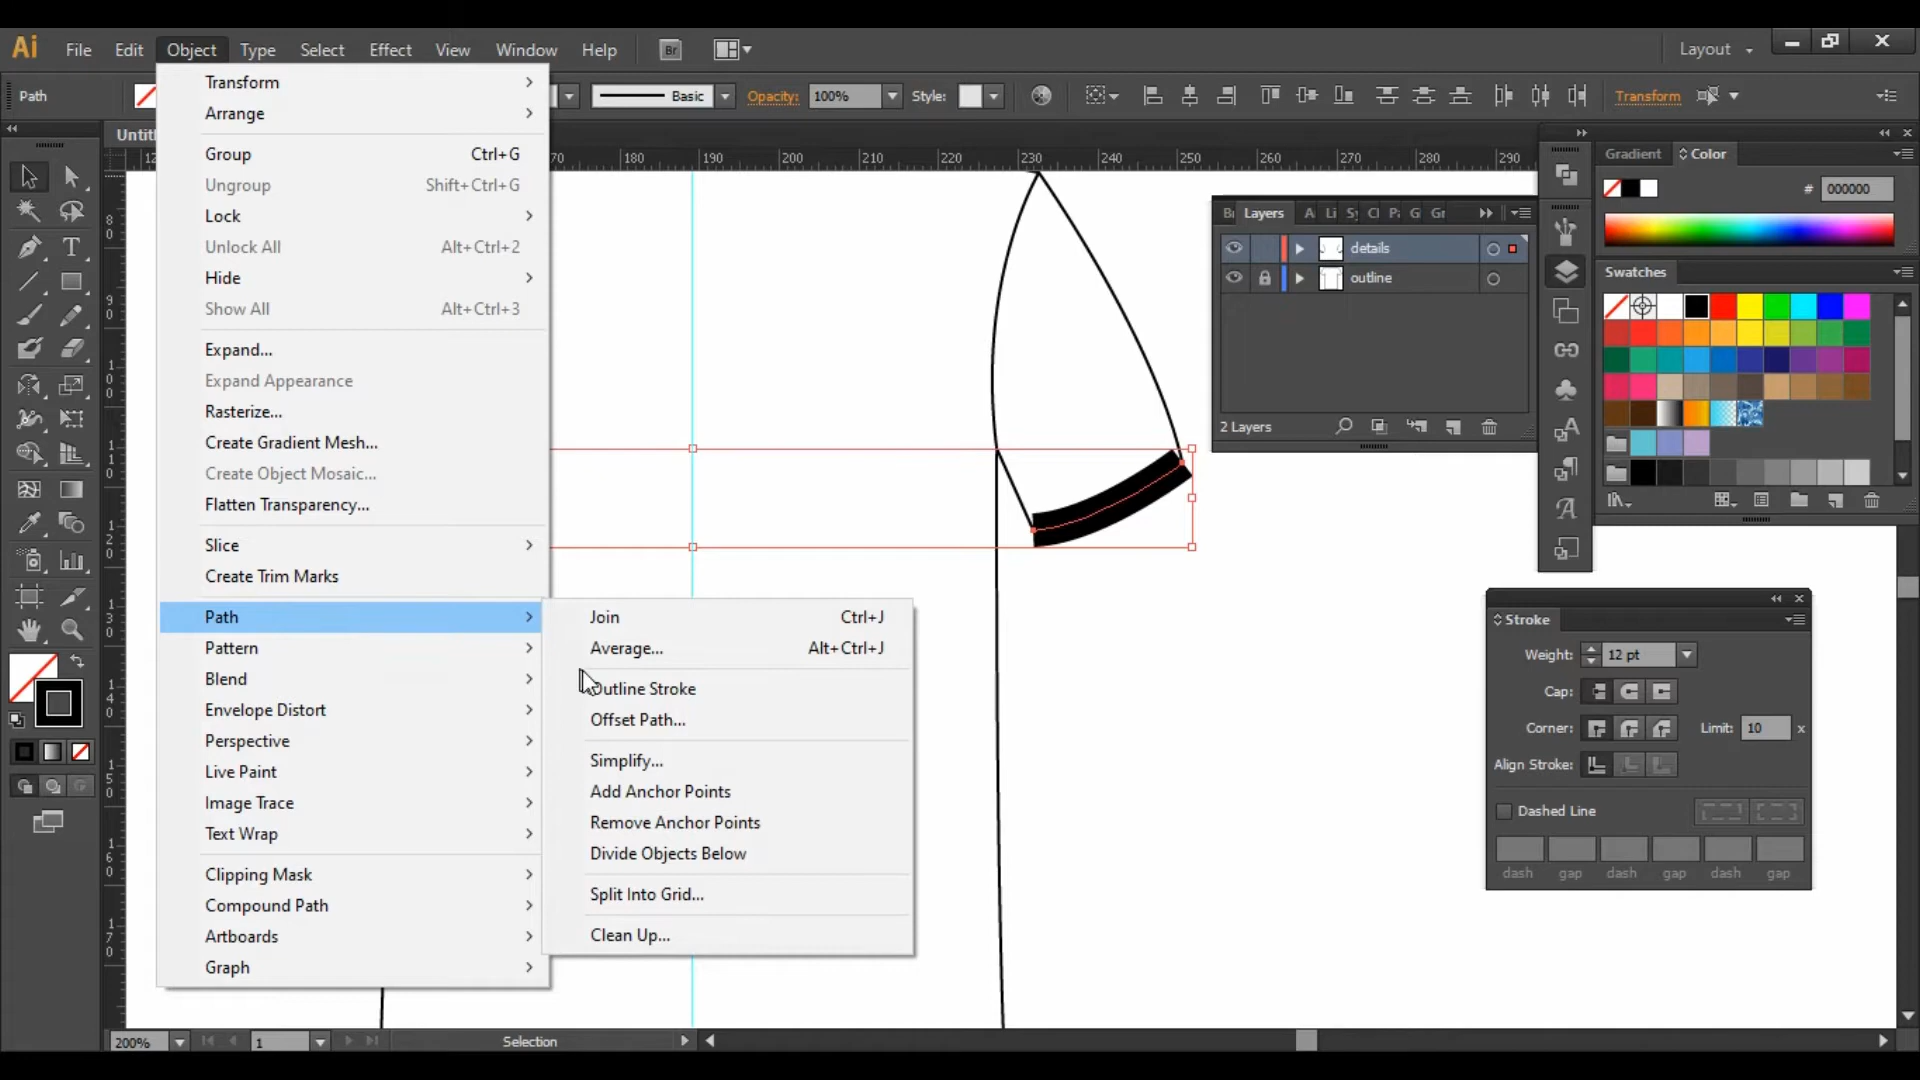 Ai
File
Edit
Object
Type
Select
Effect
View
Window
Help
Br
Layout
Path
Basic
Opacity:
100%
Style:
Transform
Untitl
70
180
190
200
210
220
230
240
250
260
270
280
290
Transform
Arrange
Group Ctrl+G
Ungroup Shift+Ctrl+G
Lock
Unlock All Alt+Ctrl+2
Hide
Show All Alt+Ctrl+3
Expand...
Expand Appearance
Rasterize...
Create Gradient Mesh...
Create Object Mosaic...
Flatten Transparency...
Slice
Create Trim Marks
Path
Pattern
Blend
Envelope Distort
Perspective
Live Paint
Image Trace
Text Wrap
Clipping Mask
Compound Path
Artboards
Graph
Join Ctrl+J
Average... Alt+Ctrl+J
Outline Stroke
Offset Path...
Simplify...
Add Anchor Points
Remove Anchor Points
Divide Objects Below
Split Into Grid...
Clean Up...
Layers
details
outline
2 Layers
Gradient
Color
# 000000
Swatches
Stroke
Weight: 12 pt
Cap:
Corner: Limit: 10 x
Align Stroke:
Dashed Line
dash gap dash gap dash gap
200%
1
Selection